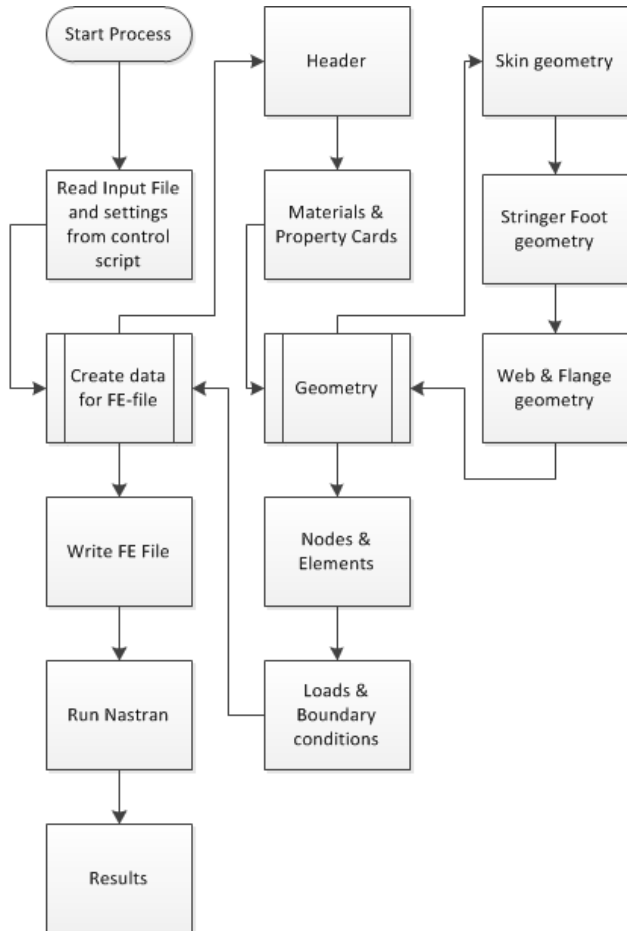 Start Process
Read Input File
and settings
from control
script
Create data
for FE-file
Write FE File
Run Nastran
Results
Header
Materials &
Property Cards
Geometry
Nodes &
Elements
Loads &
Boundary
conditions
Skin geometry
Stringer Foot
geometry
Web & Flange
geometry